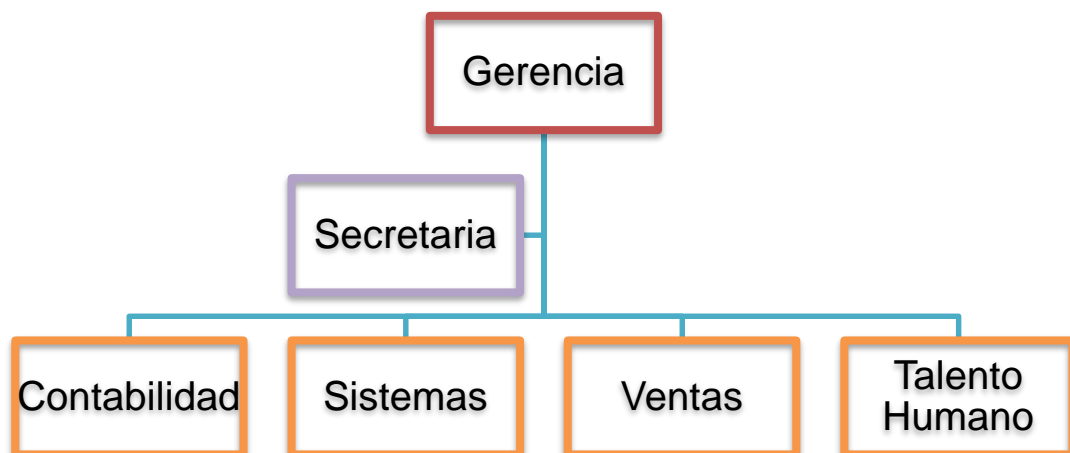 Gerencia
Secretaria
Contabilidad
Sistemas
Ventas
Talento
Humano